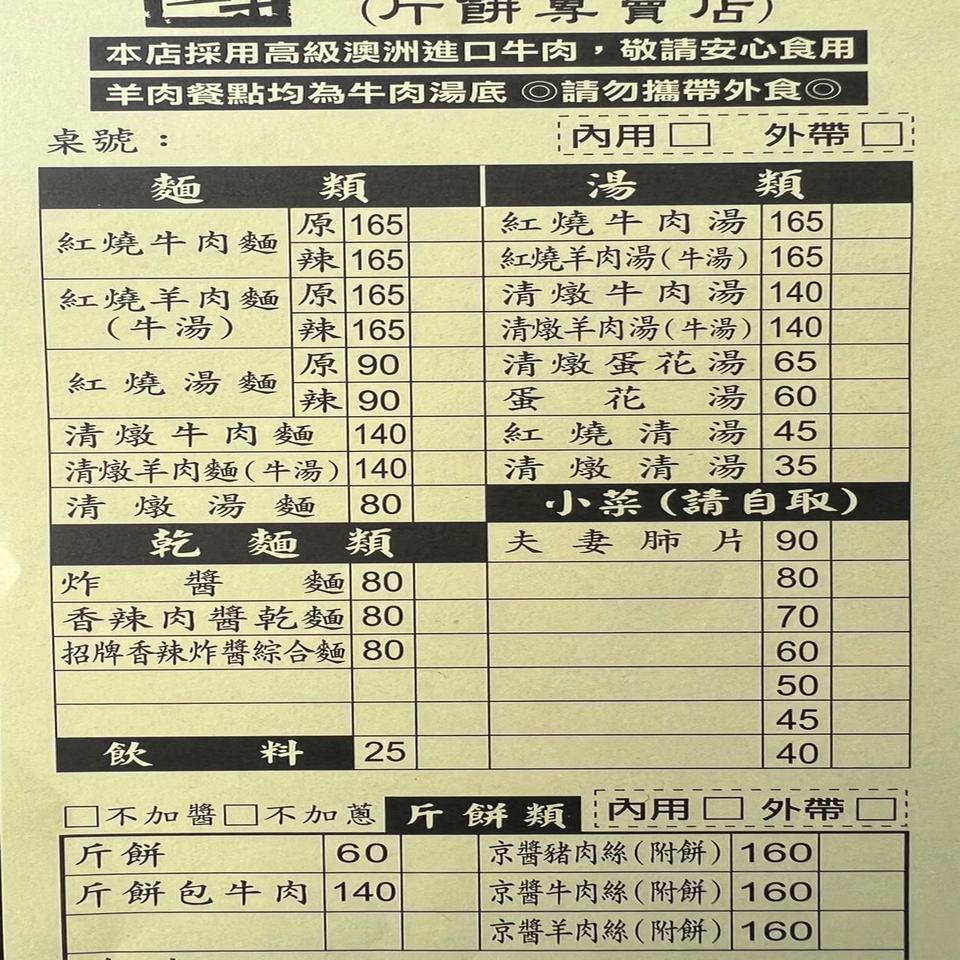 (斤餅專賣店)
本店採用高級澳洲進口牛肉，敬請安心食用
羊肉餐點均為牛肉湯底 ◎請勿攜帶外食◎
桌號：
內用□ 外帶□
麵類
紅燒牛肉麵 原 165
辣 165
紅燒羊肉麵(牛湯) 原 165
辣 165
紅燒湯麵 原 90
辣 90
清燉牛肉麵 140
清燉羊肉麵(牛湯) 140
清燉湯麵 80
乾麵類
炸醬麵 80
香辣肉醬乾麵 80
招牌香辣炸醬綜合麵 80
飲料 25
湯類
紅燒牛肉湯 165
紅燒羊肉湯(牛湯) 165
清燉牛肉湯 140
清燉羊肉湯(牛湯) 140
清燉蛋花湯 65
蛋花湯 60
紅燒清湯 45
清燉清湯 35
小菜(請自取)
夫妻肺片 90
80
70
60
50
45
40
□不加醬□不加蔥
斤餅類
內用□ 外帶□
斤餅 60
斤餅包牛肉 140
京醬豬肉絲(附餅) 160
京醬牛肉絲(附餅) 160
京醬羊肉絲(附餅) 160